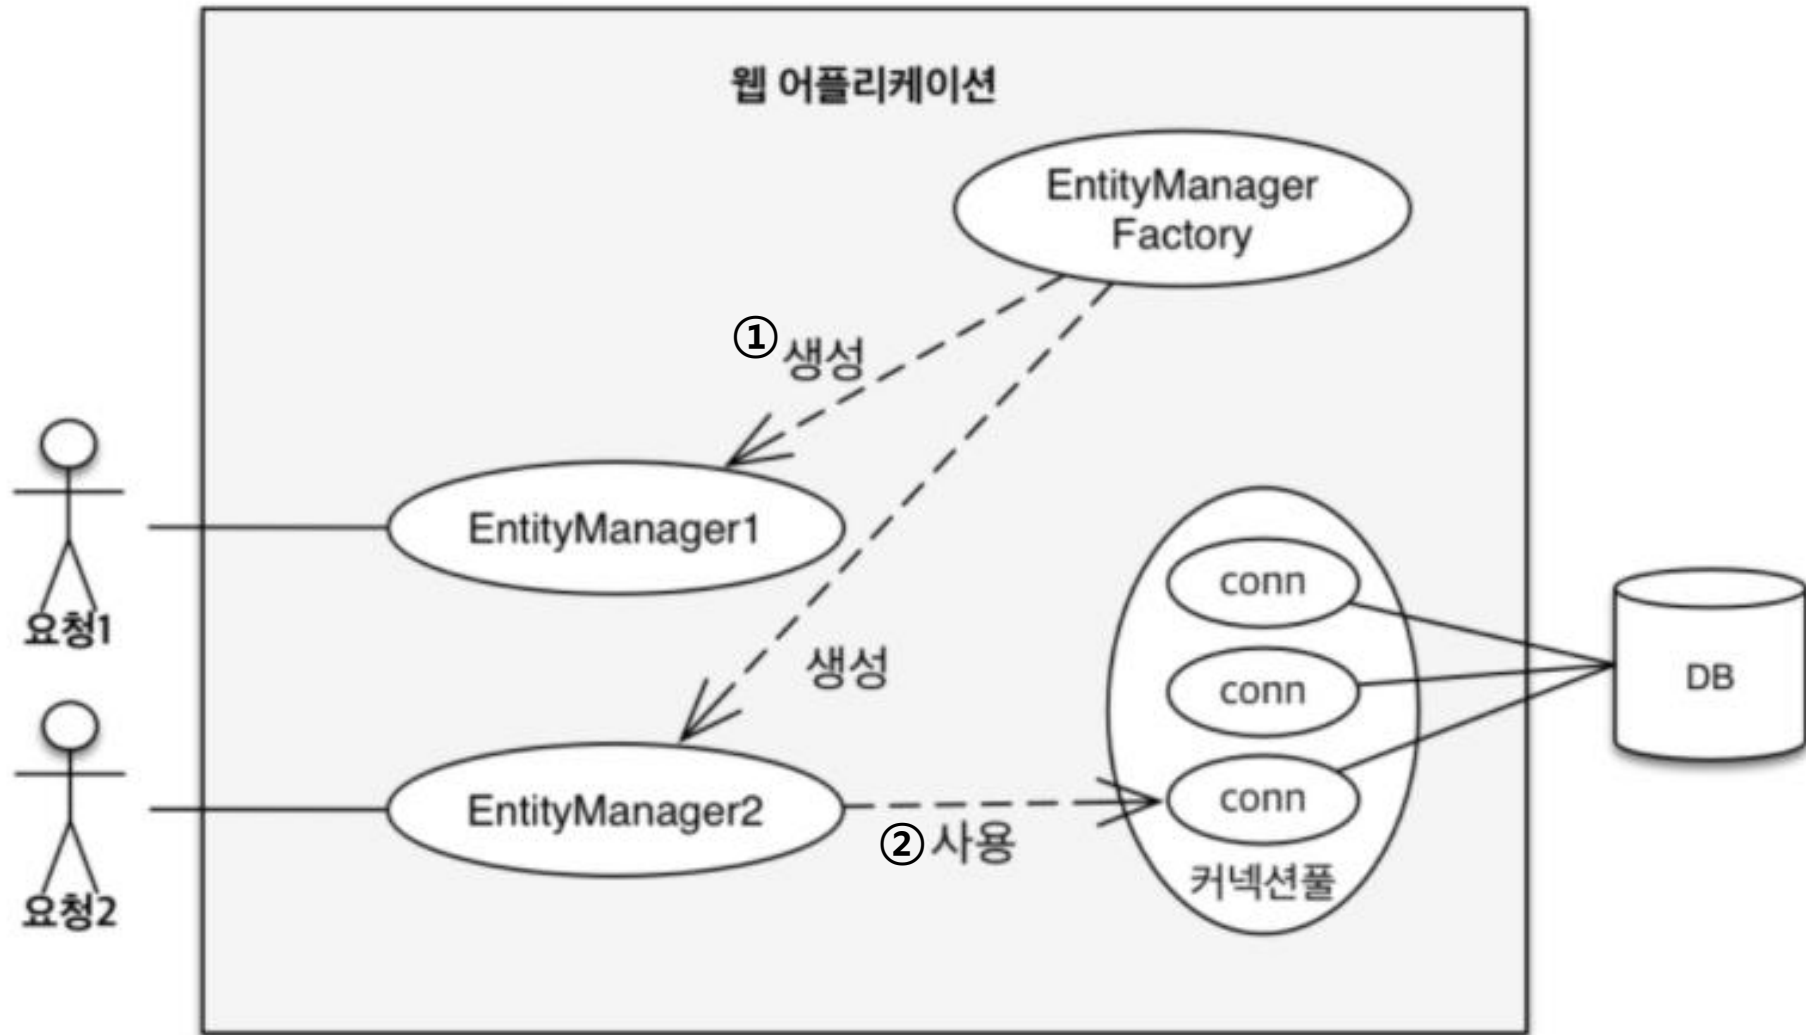 웹 어플리케이션
EntityManager
Factory
① 생성
EntityManager1
요청1
conn
conn
conn
커넥션풀
DB
생성
EntityManager2
② 사용
요청2